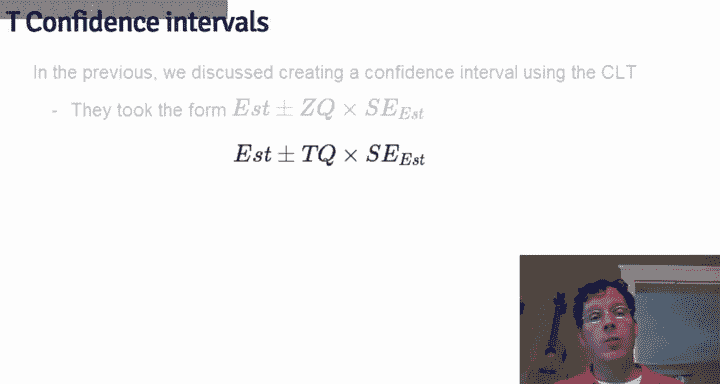 T Confidence intervals
In the previous, we discussed creating a confidence interval using the CLT
- They took the form Est ± ZQ × SE_Est
Est ± TQ × SE_Est